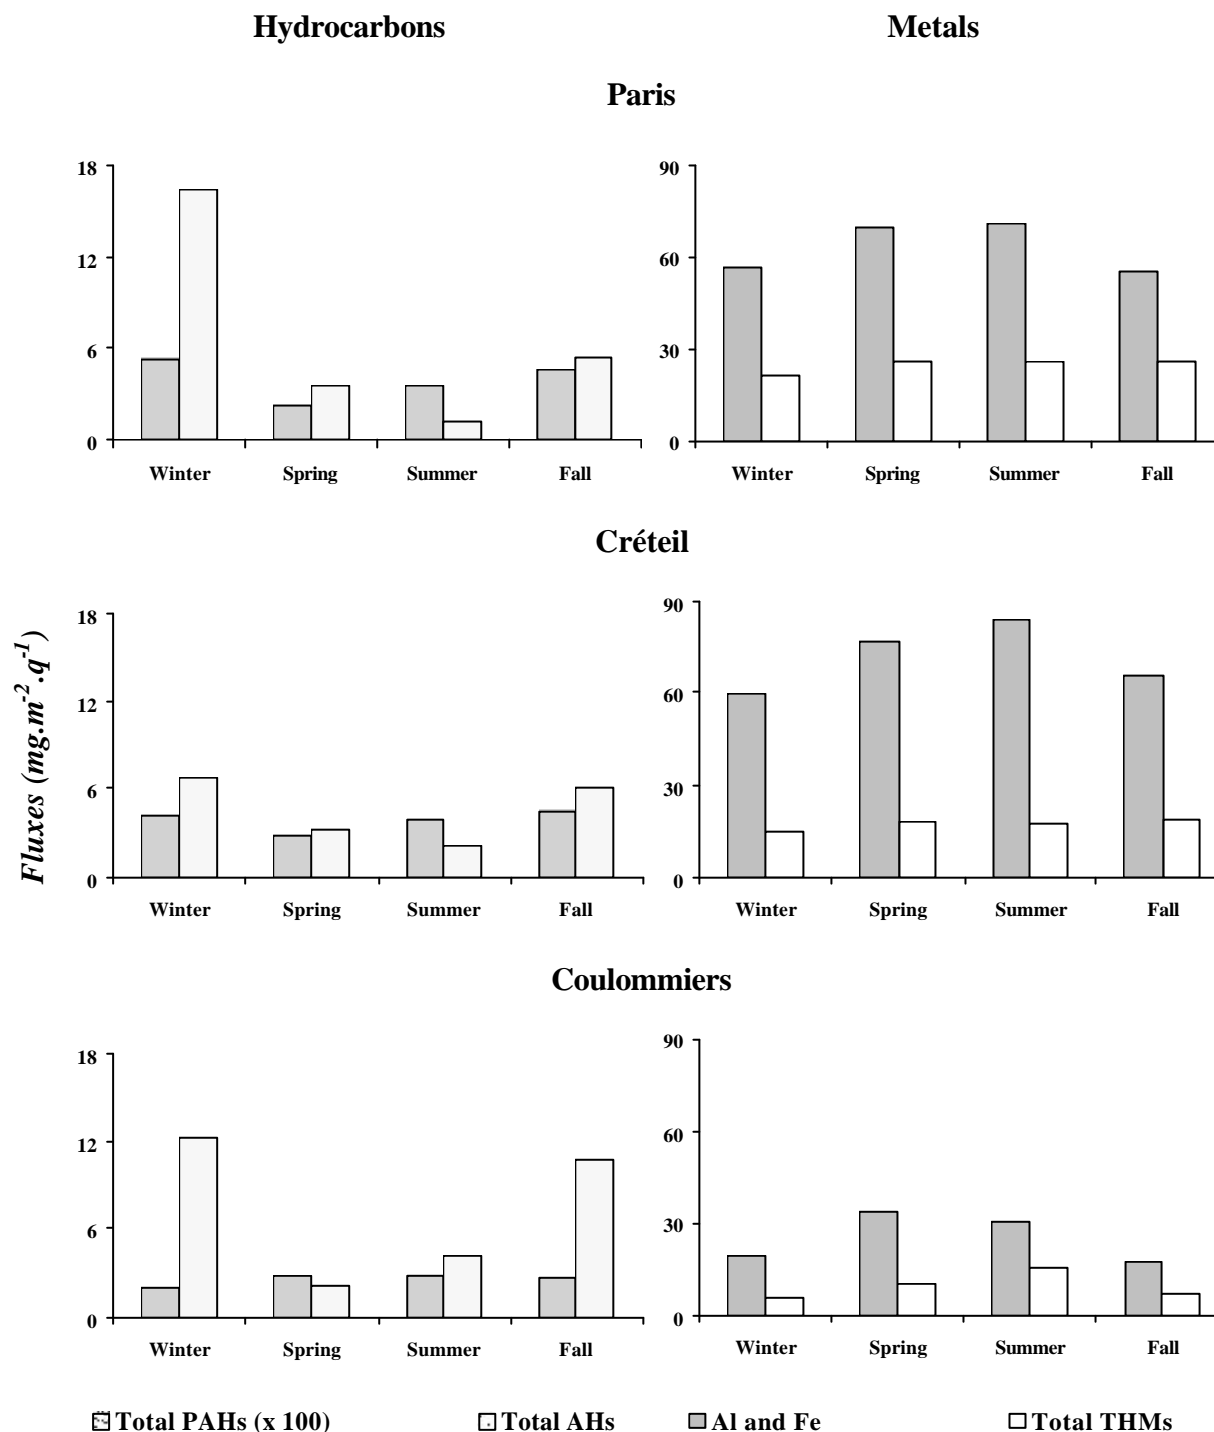 Hydrocarbons Metals
Paris
18
12
6
0
Winter Spring Summer Fall
90
60
30
0
Winter Spring Summer Fall
Créteil
Fluxes (mg.m-2.q-1)
18
12
6
0
Winter Spring Summer Fall
90
60
30
0
Winter Spring Summer Fall
Coulommiers
18
12
6
0
Winter Spring Summer Fall
90
60
30
0
Winter Spring Summer Fall
Total PAHs (x 100) Total AHs Al and Fe Total THMs